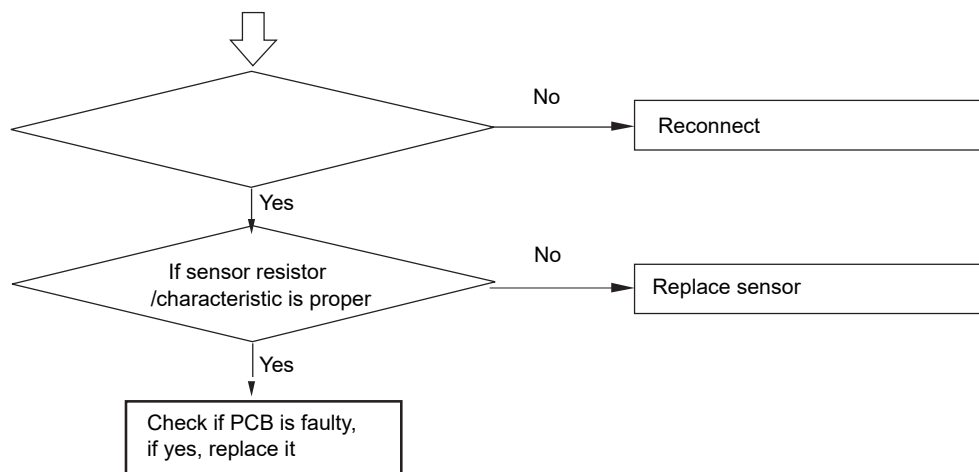 No
Reconnect
Yes
If sensor resistor
/characteristic is proper
No
Replace sensor
Yes
Check if PCB is faulty,
if yes, replace it